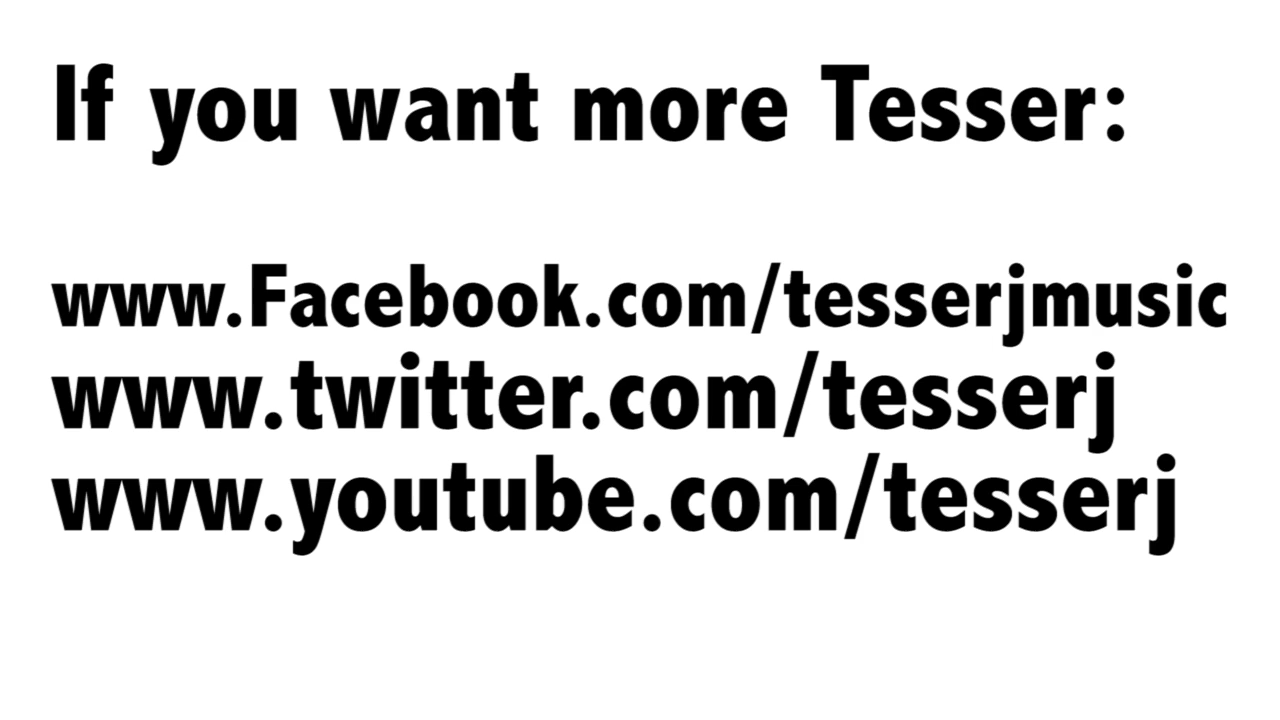 If you want more Tesser:
www.Facebook.com/tesserjmusic
www.twitter.com/tesserj
www.youtube.com/tesserj